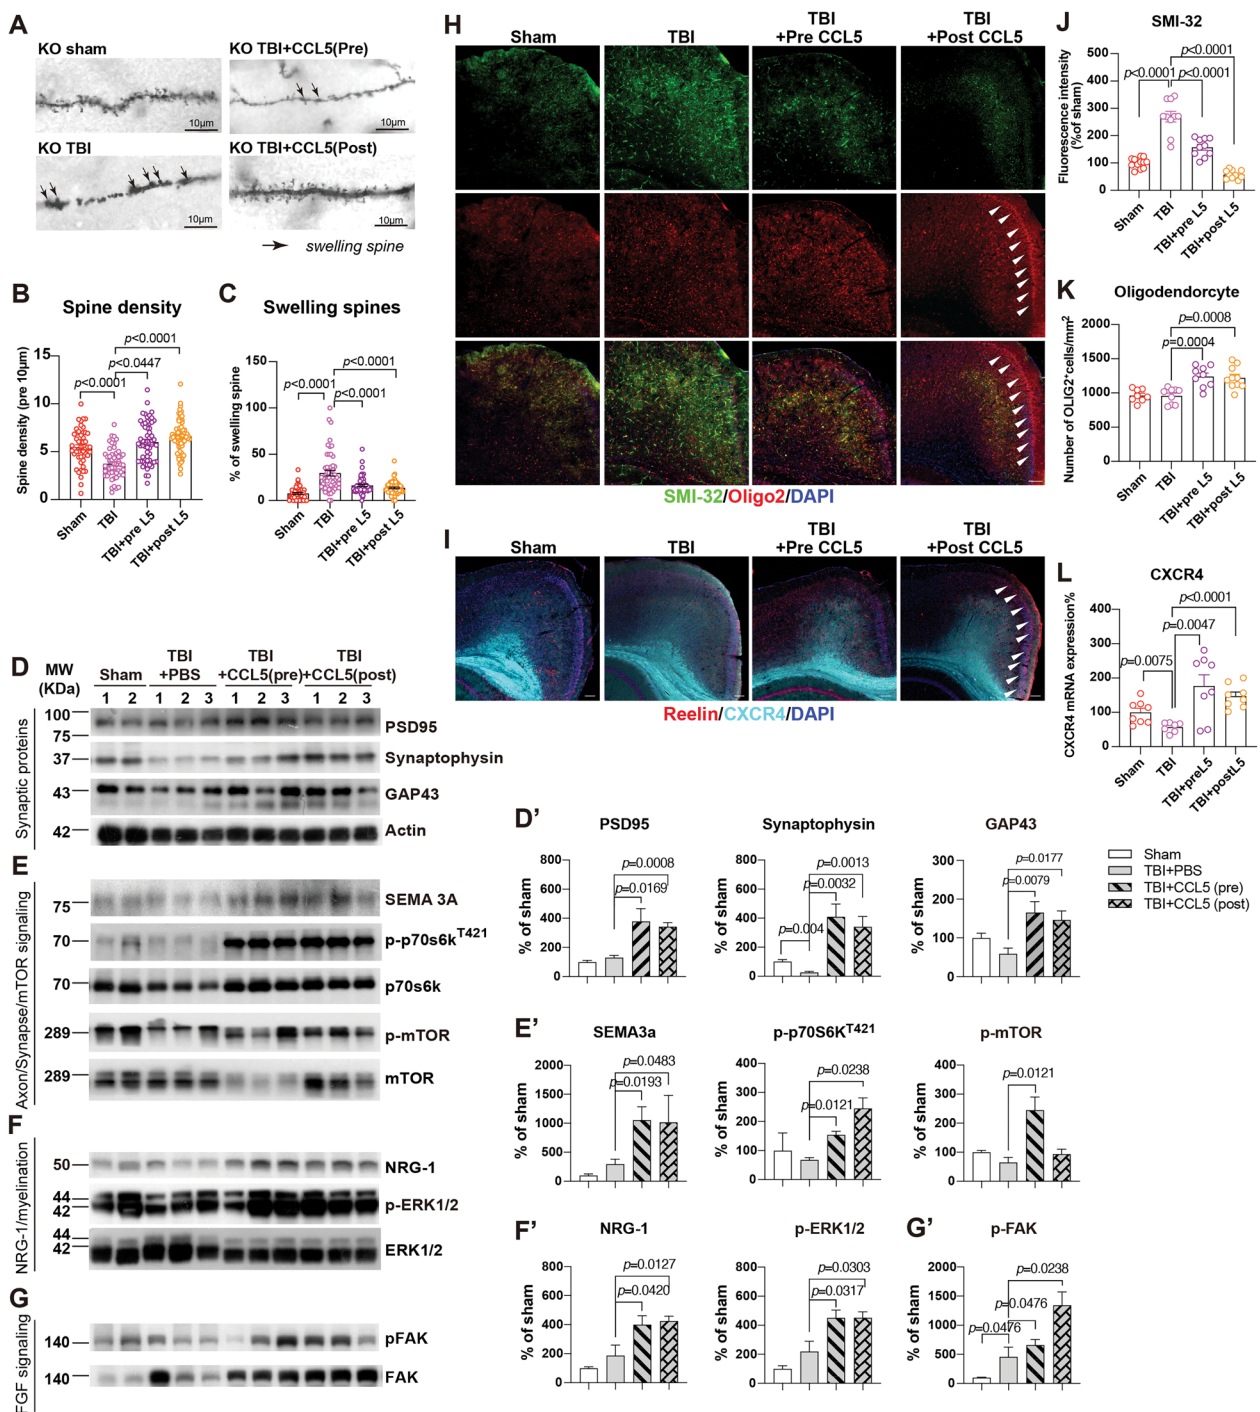 A
KO sham
KO TBI+CCL5(Pre)
10μm
10μm
KO TBI
KO TBI+CCL5(Post)
10μm
10μm
swelling spine
B
Spine density
Spine density (pre 10μm)
15
10
5
0
p<0.0001
p<0.0447
p<0.0001
Sham
TBI
TBI+pre L5
TBI+post L5
C
Swelling spines
% of swelling spine
150
100
50
0
p<0.0001
p<0.0001
p<0.0001
Sham
TBI
TBI+pre L5
TBI+post L5
D
MW
(KDa)
Sham
TBI
+PBS
TBI
+CCL5(pre)
TBI
+CCL5(post)
1 2 1 2 3 1 2 3 1 2 3
Synaptic proteins
100
75
PSD95
37
Synaptophysin
43
GAP43
42
Actin
E
Axon/Synapse/mTOR signaling
75
SEMA 3A
70
p-p70s6kT421
70
p70s6k
289
p-mTOR
289
mTOR
F
NRG-1/myelination
50
NRG-1
44
42
p-ERK1/2
44
42
ERK1/2
G
FGF signaling
140
pFAK
140
FAK
H
Sham
TBI
TBI
+Pre CCL5
TBI
+Post CCL5
SMI-32/Oligo2/DAPI
I
Sham
TBI
TBI
+Pre CCL5
TBI
+Post CCL5
Reelin/CXCR4/DAPI
J
SMI-32
Fluorescence intensity
(%of sham)
500
400
300
200
100
0
p<0.0001
p<0.0001
p<0.0001
Sham
TBI
TBI+pre L5
TBI+post L5
K
Oligodendorcyte
Number of OLIG2+cells/mm2
2000
1500
1000
500
0
p=0.0008
p=0.0004
Sham
TBI
TBI+pre L5
TBI+post L5
L
CXCR4
CXCR4 mRNA expression%
400
300
200
100
0
p<0.0001
p=0.0047
p=0.0075
Sham
TBI
TBI+preL5
TBI+postL5
D'
PSD95
% of sham
800
600
400
200
0
p=0.0008
p=0.0169
Synaptophysin
% of sham
800
600
400
200
0
p=0.0013
p=0.0032
p=0.004
GAP43
% of sham
300
200
100
0
p=0.0177
p=0.0079
Sham
TBI+PBS
TBI+CCL5 (pre)
TBI+CCL5 (post)
E'
SEMA3a
% of sham
2000
1500
1000
500
0
p=0.0483
p=0.0193
p-p70S6KT421
% of sham
400
300
200
100
0
p=0.0238
p=0.0121
p-mTOR
% of sham
400
300
200
100
0
p=0.0121
F'
NRG-1
% of sham
800
600
400
200
0
p=0.0127
p=0.0420
p-ERK1/2
% of sham
800
600
400
200
0
p=0.0303
p=0.0317
G'
p-FAK
% of sham
2000
1500
1000
500
0
p=0.0238
p=0.0476
p=0.0476